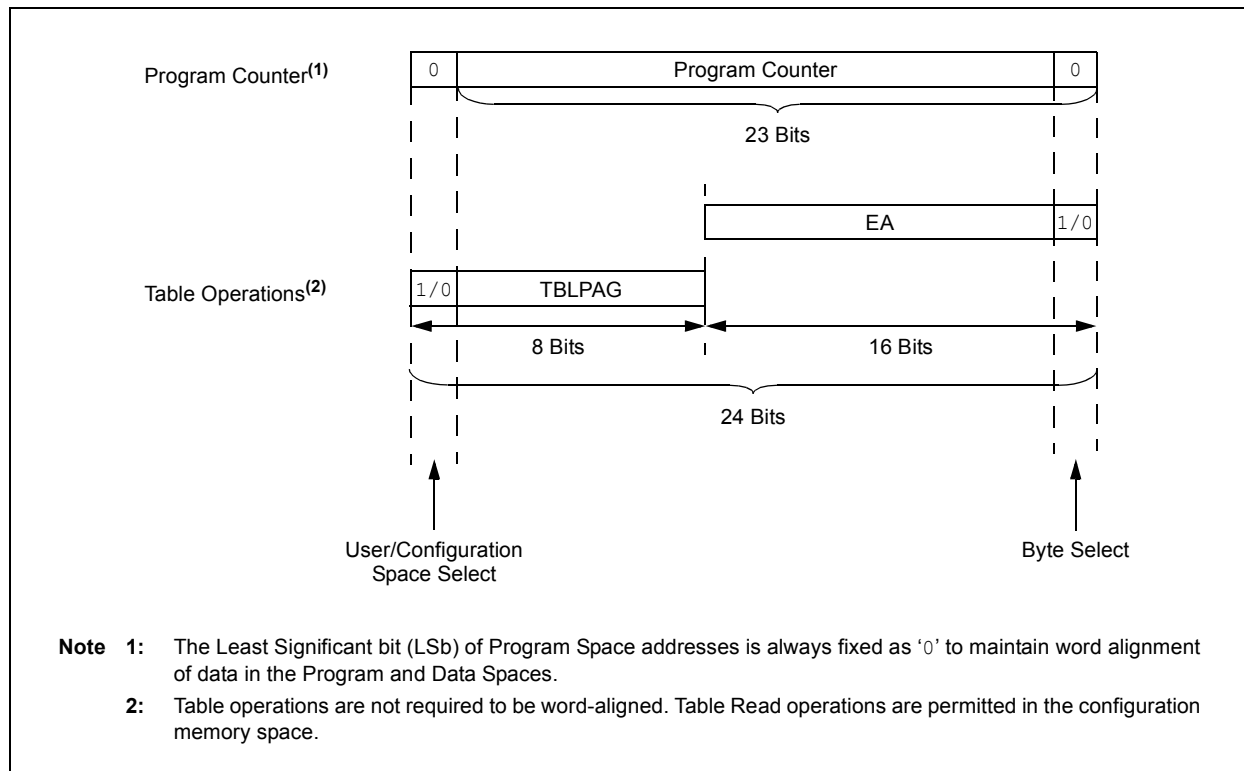 Program Counter(1)
0 Program Counter 0
23 Bits
EA 1/0
Table Operations(2)
1/0 TBLPAG
8 Bits 16 Bits
24 Bits
User/Configuration
Space Select
Byte Select
Note 1: The Least Significant bit (LSb) of Program Space addresses is always fixed as ‘0’ to maintain word alignment
of data in the Program and Data Spaces.
2: Table operations are not required to be word-aligned. Table Read operations are permitted in the configuration
memory space.